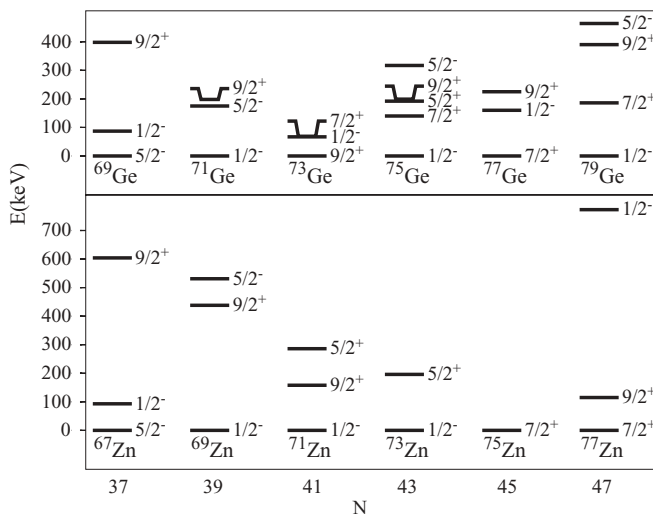 5/2⁻
400 9/2⁺ 9/2⁺
300 5/2⁻
9/2⁺ 9/2⁺ 9/2⁺
200 5/2⁻ 5/2⁺ 1/2⁻ 7/2⁺
7/2⁺ 7/2⁺
100 1/2⁻ 1/2⁻
0 5/2⁻ 1/2⁻ 9/2⁺ 1/2⁻ 7/2⁺ 1/2⁻
⁶⁹Ge ⁷¹Ge ⁷³Ge ⁷⁵Ge ⁷⁷Ge ⁷⁹Ge
E(keV)
1/2⁻
700
600 9/2⁺
500 5/2⁻
400 9/2⁺
300 5/2⁺
200 9/2⁺ 5/2⁺
100 1/2⁻ 9/2⁺
0 5/2⁻ 1/2⁻ 1/2⁻ 1/2⁻ 7/2⁺ 7/2⁺
⁶⁷Zn ⁶⁹Zn ⁷¹Zn ⁷³Zn ⁷⁵Zn ⁷⁷Zn
37 39 41 43 45 47
N